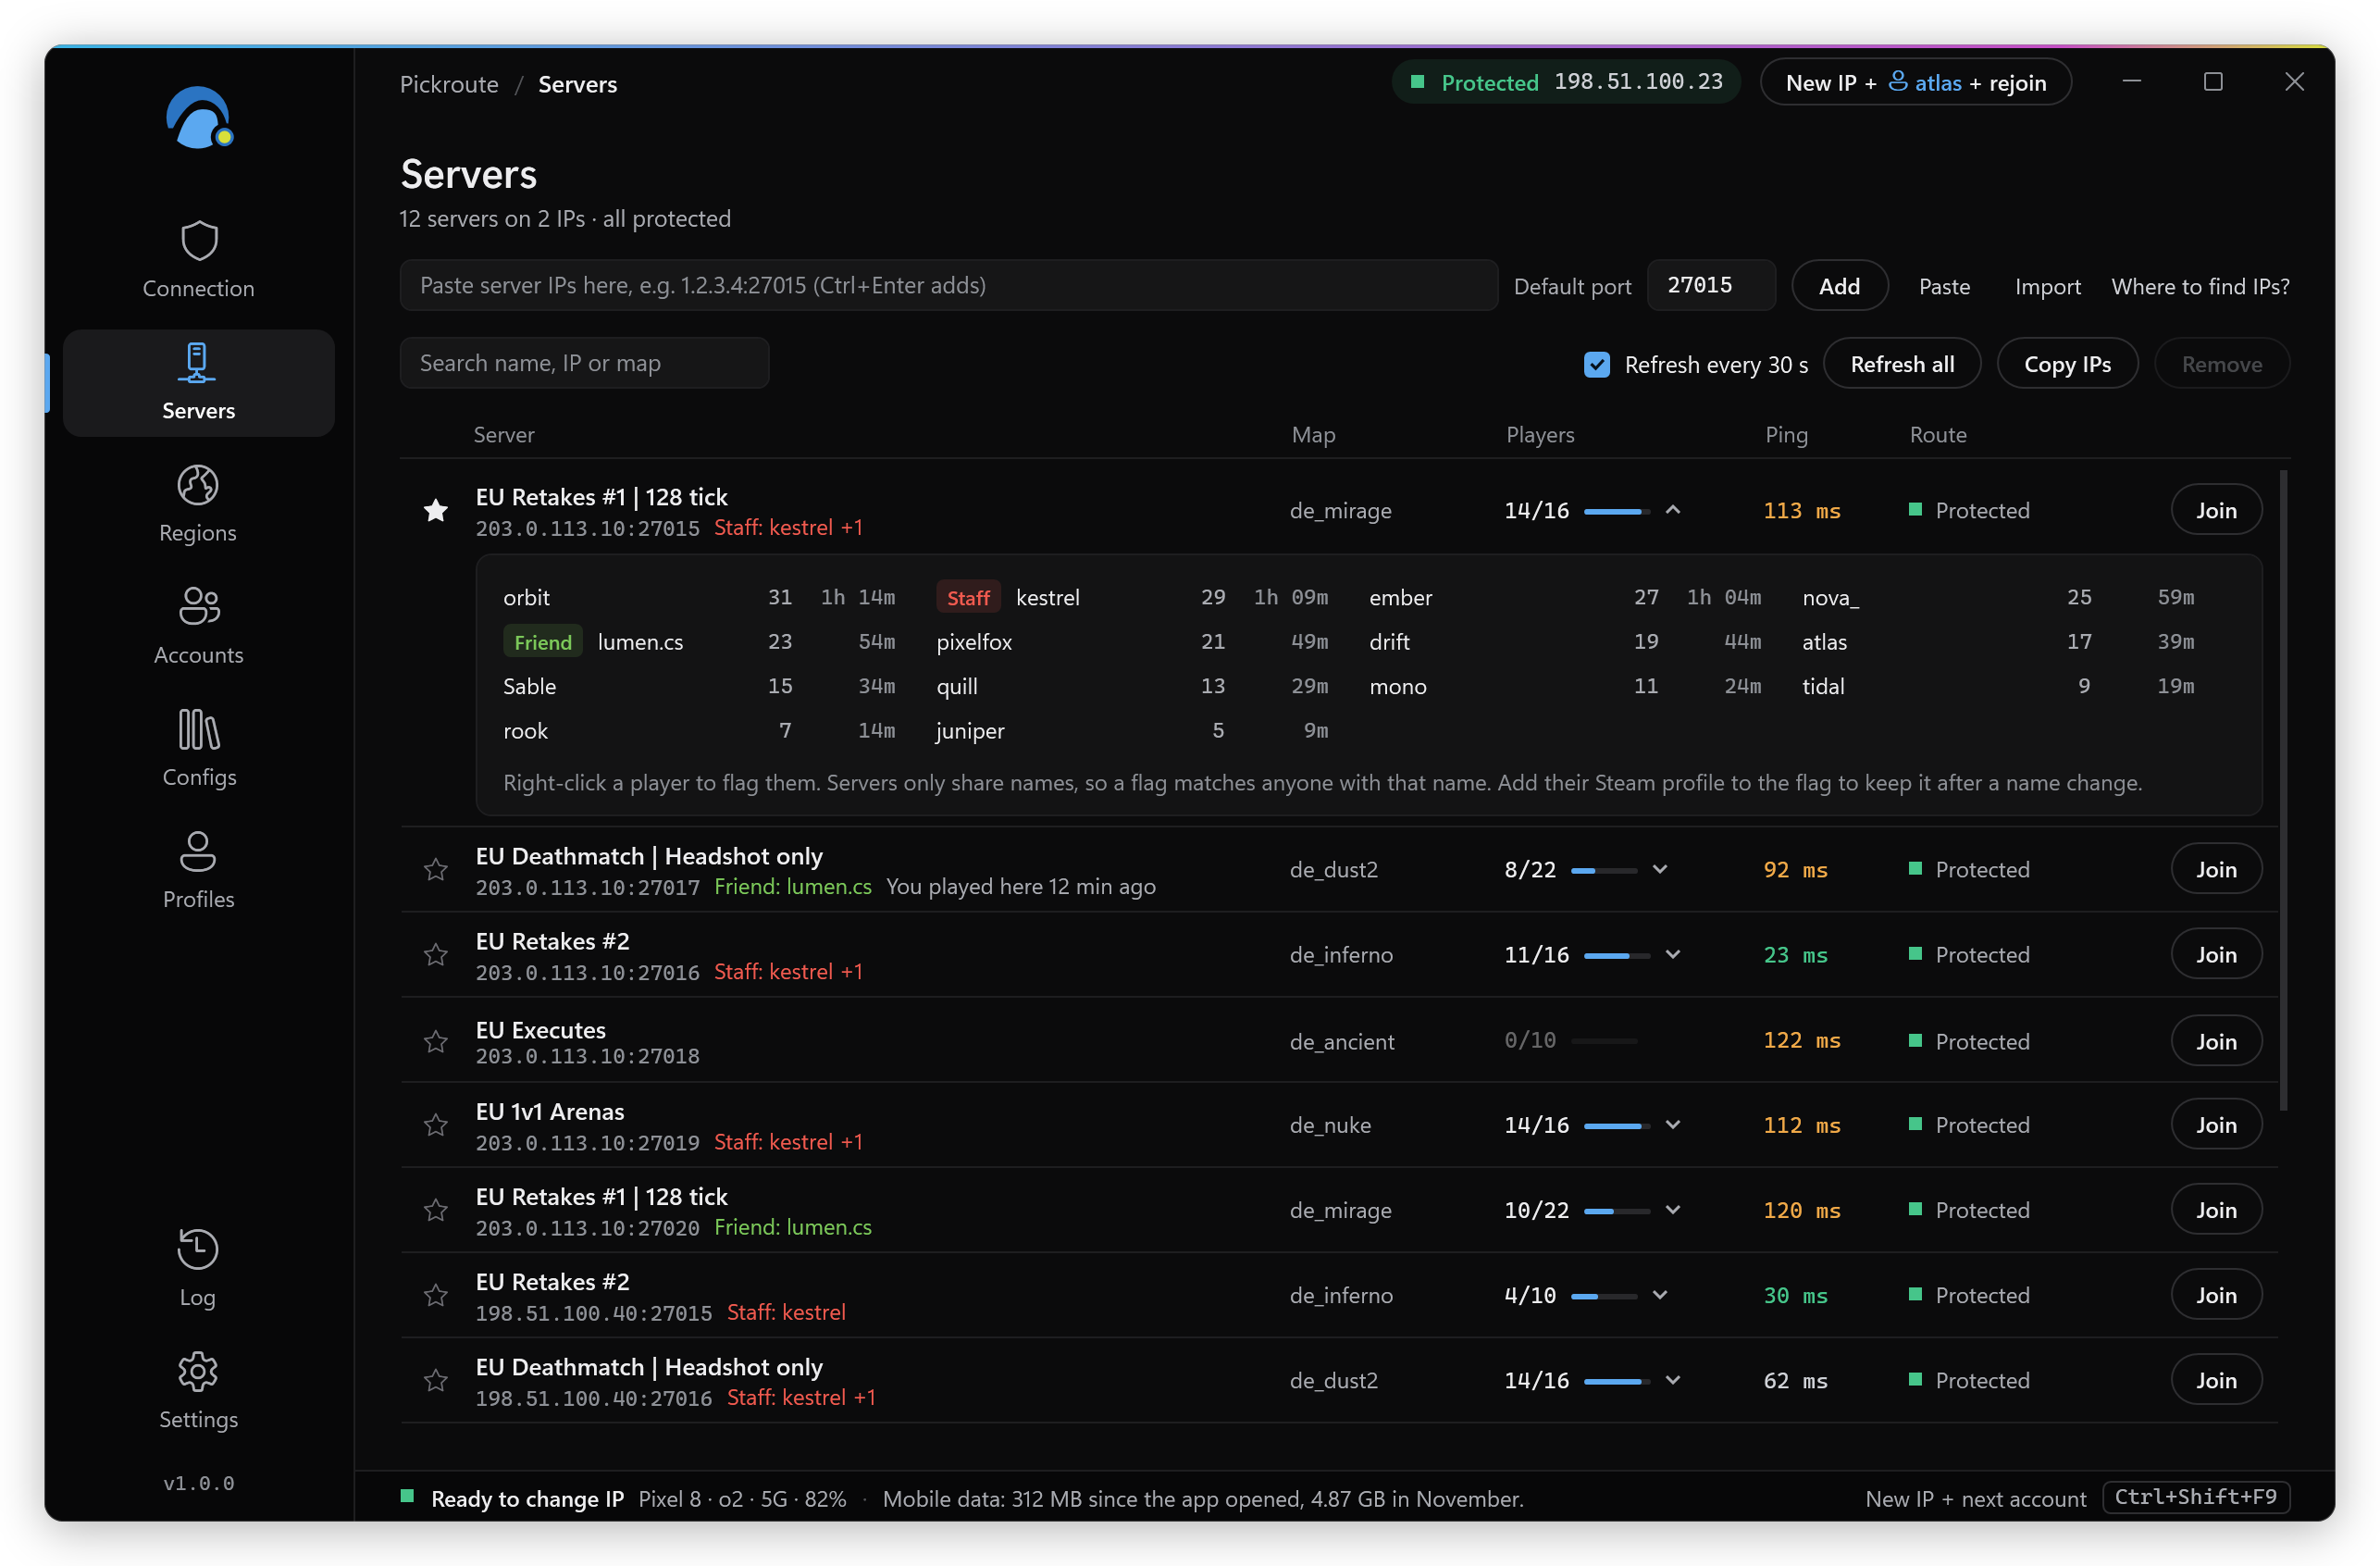 Pickroute / Servers
Protected 198.51.100.23
New IP + atlas + rejoin
Connection
Servers
Regions
Accounts
Configs
Profiles
Log
Settings
v1.0.0
Servers
12 servers on 2 IPs · all protected
Paste server IPs here, e.g. 1.2.3.4:27015 (Ctrl+Enter adds) Default port 27015 Add Paste Import Where to find IPs?
Search name, IP or map Refresh every 30 s Refresh all Copy IPs Remove
Server Map Players Ping Route
EU Retakes #1 | 128 tick
203.0.113.10:27015 Staff: kestrel +1 de_mirage 14/16 113 ms Protected Join
orbit 31 1h 14m Staff kestrel 29 1h 09m ember 27 1h 04m nova_ 25 59m
Friend lumen.cs 23 54m pixelfox 21 49m drift 19 44m atlas 17 39m
Sable 15 34m quill 13 29m mono 11 24m tidal 9 19m
rook 7 14m juniper 5 9m
Right-click a player to flag them. Servers only share names, so a flag matches anyone with that name. Add their Steam profile to the flag to keep it after a name change.
EU Deathmatch | Headshot only
203.0.113.10:27017 Friend: lumen.cs You played here 12 min ago de_dust2 8/22 92 ms Protected Join
EU Retakes #2
203.0.113.10:27016 Staff: kestrel +1 de_inferno 11/16 23 ms Protected Join
EU Executes
203.0.113.10:27018 de_ancient 0/10 122 ms Protected Join
EU 1v1 Arenas
203.0.113.10:27019 Staff: kestrel +1 de_nuke 14/16 112 ms Protected Join
EU Retakes #1 | 128 tick
203.0.113.10:27020 Friend: lumen.cs de_mirage 10/22 120 ms Protected Join
EU Retakes #2
198.51.100.40:27015 Staff: kestrel de_inferno 4/10 30 ms Protected Join
EU Deathmatch | Headshot only
198.51.100.40:27016 Staff: kestrel +1 de_dust2 14/16 62 ms Protected Join
Ready to change IP Pixel 8 · o2 · 5G · 82% · Mobile data: 312 MB since the app opened, 4.87 GB in November. New IP + next account Ctrl+Shift+F9